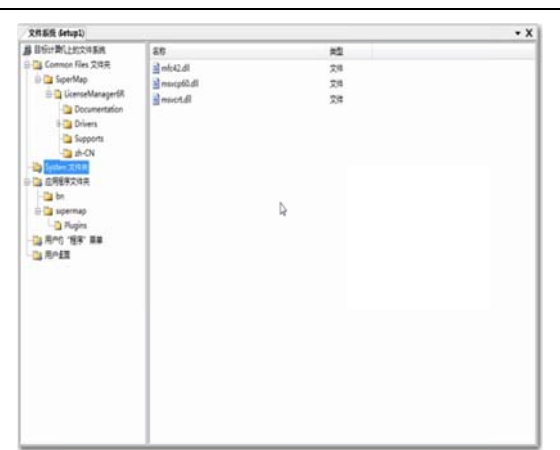 文件系统 (Setup1)
目标计算机上的文件系统
Common Files 文件夹
SuperMap
LicenseManager6R
Documentation
Drivers
Supports
zh-CN
System 文件夹
应用程序文件夹
bin
supermap
Plugins
用户的“程序”菜单
用户桌面
名称 类型
mfc42.dll 文件
msvcp60.dll 文件
msvcrt.dll 文件